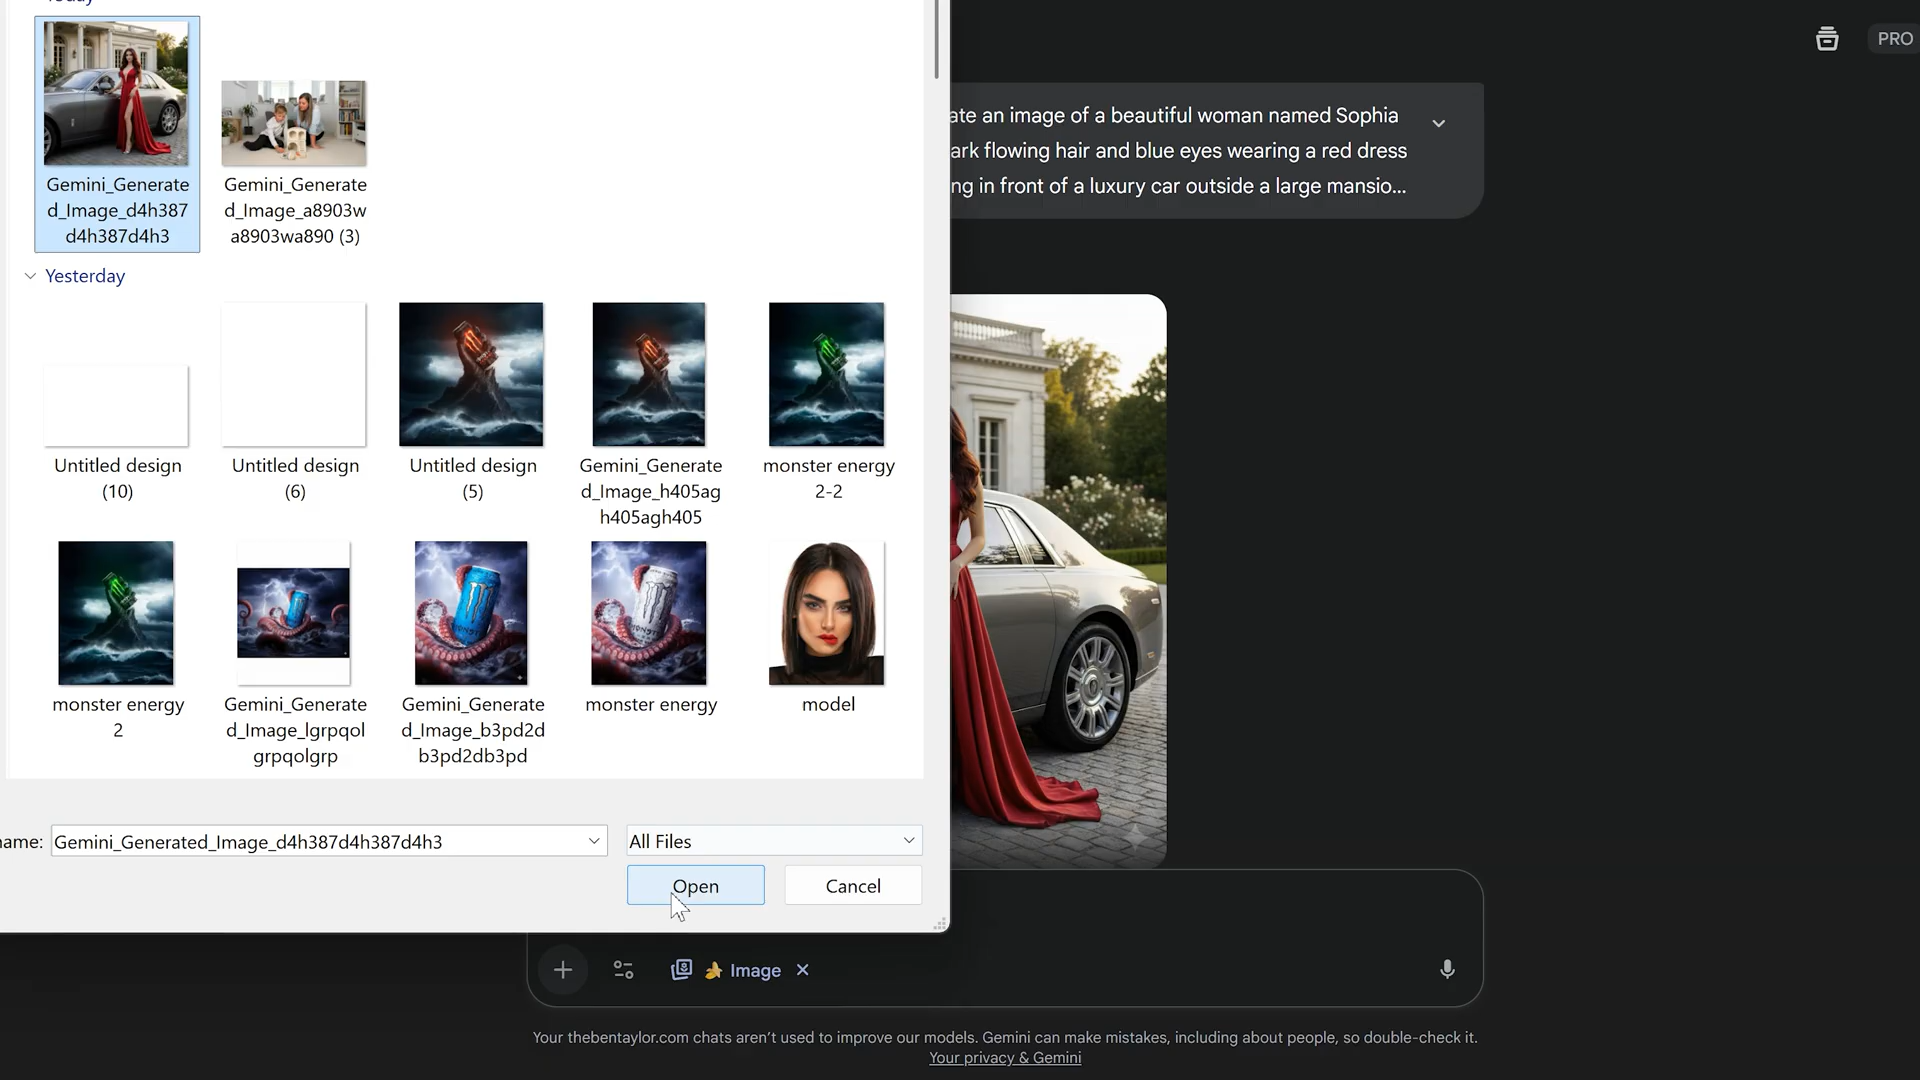 Gemini_Generate
d_Image_d4h387
d4h387d4h3
Gemini_Generate
d_Image_a8903w
a8903wa890 (3)
Yesterday
Untitled design
(10)
Untitled design
(6)
Untitled design
(5)
Gemini_Generate
d_Image_h405ag
h405agh405
monster energy
2-2
monster energy
2
Gemini_Generate
d_Image_lgrpqol
grpqolgrp
Gemini_Generate
d_Image_b3pd2d
b3pd2db3pd
monster energy
model
ame:
Gemini_Generated_Image_d4h387d4h387d4h3
All Files
Open
Cancel
PRO
ate an image of a beautiful woman named Sophia
ark flowing hair and blue eyes wearing a red dress
ng in front of a luxury car outside a large mansio...
Image
Your thebentaylor.com chats aren’t used to improve our models. Gemini can make mistakes, including about people, so double-check it.
Your privacy & Gemini